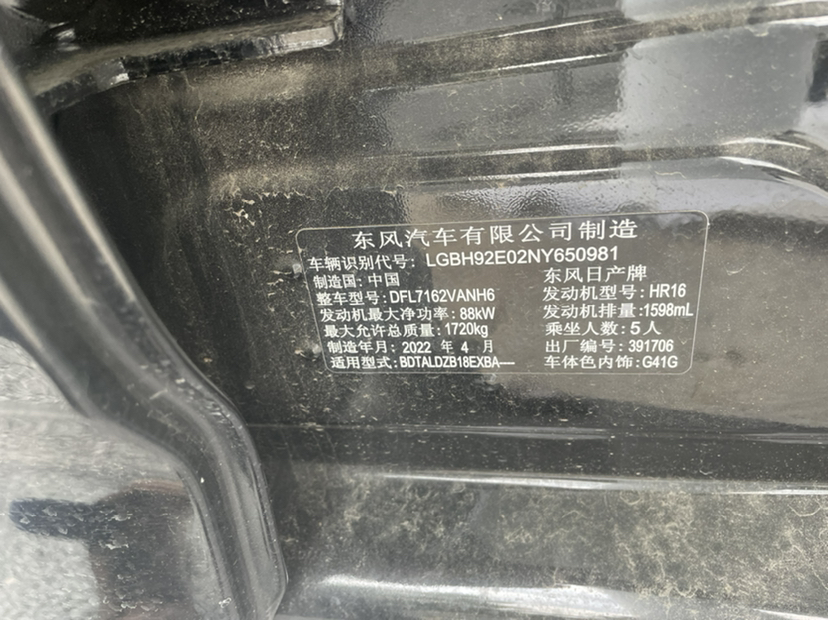 东风汽车有限公司制造
车辆识别代号: LGBH92E02NY650981
制造国: 中国 东风日产牌
整车型号: DFL7162VANH6 发动机型号: HR16
发动机最大净功率: 88kW 发动机排量: 1598mL
最大允许总质量: 1720kg 乘坐人数: 5人
制造年月: 2022 年 4 月 出厂编号: 391706
适用型式: BDTALDZB18EXBA---- 车体色内饰: G41G